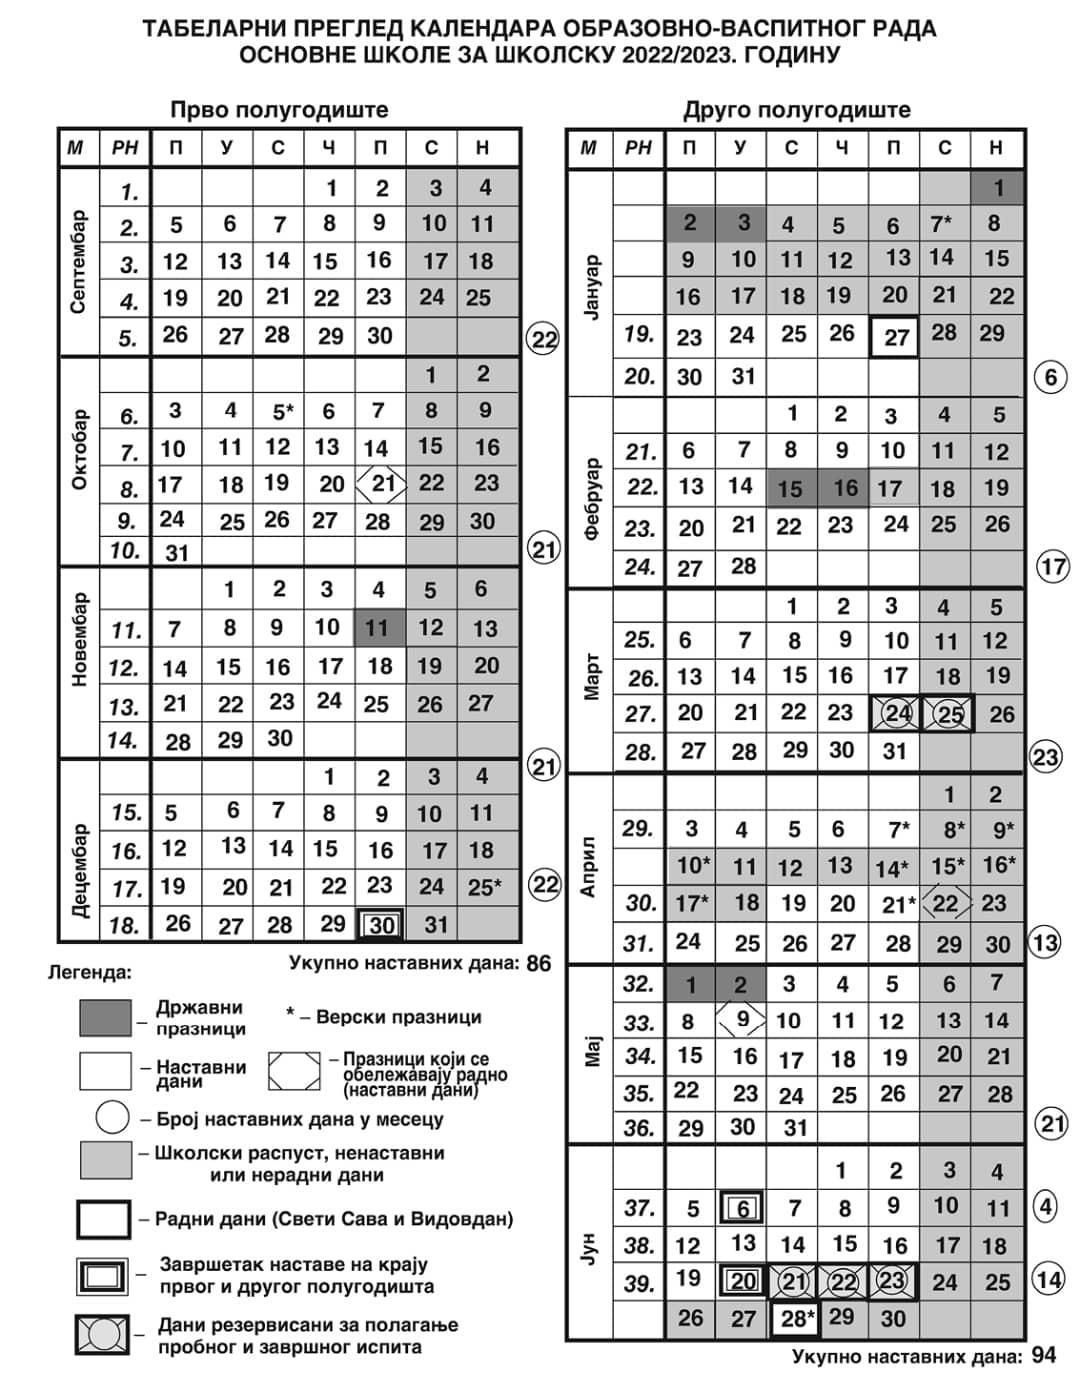 ТАБЕЛАРНИ ПРЕГЛЕД КАЛЕНДАРА ОБРАЗОВНО-ВАСПИТНОГ РАДА
ОСНОВНЕ ШКОЛЕ ЗА ШКОЛСКУ 2022/2023. ГОДИНУ
Прво полугодиште
М РН П У С Ч П С Н
Септембар
1. 1 2 3 4
2. 5 6 7 8 9 10 11
3. 12 13 14 15 16 17 18
4. 19 20 21 22 23 24 25
5. 26 27 28 29 30
22
Октобар
1 2
6. 3 4 5* 6 7 8 9
7. 10 11 12 13 14 15 16
8. 17 18 19 20 21 22 23
9. 24 25 26 27 28 29 30
10. 31
21
Новембар
1 2 3 4 5 6
11. 7 8 9 10 11 12 13
12. 14 15 16 17 18 19 20
13. 21 22 23 24 25 26 27
14. 28 29 30
21
Децембар
1 2 3 4
15. 5 6 7 8 9 10 11
16. 12 13 14 15 16 17 18
17. 19 20 21 22 23 24 25*
22
18. 26 27 28 29 30 31
Укупно наставних дана: 86
Легенда:
– Државни
празници
* – Верски празници
– Наставни
дани
– Празници који се
обележавају радно
(наставни дани)
– Број наставних дана у месецу
– Школски распуст, ненаставни
или нерадни дани
– Радни дани (Свети Сава и Видовдан)
– Завршетак наставе на крају
првог и другог полугодишта
– Дани резервисани за полагање
пробног и завршног испита
Друго полугодиште
М РН П У С Ч П С Н
Јануар
1
2 3 4 5 6 7* 8
9 10 11 12 13 14 15
16 17 18 19 20 21 22
19. 23 24 25 26 27 28 29
20. 30 31
6
Фебруар
1 2 3 4 5
21. 6 7 8 9 10 11 12
22. 13 14 15 16 17 18 19
23. 20 21 22 23 24 25 26
24. 27 28
17
Март
1 2 3 4 5
25. 6 7 8 9 10 11 12
26. 13 14 15 16 17 18 19
27. 20 21 22 23 24 25 26
28. 27 28 29 30 31
23
Април
1 2
29. 3 4 5 6 7* 8* 9*
10* 11 12 13 14* 15* 16*
30. 17* 18 19 20 21* 22 23
31. 24 25 26 27 28 29 30
13
Мај
32. 1 2 3 4 5 6 7
33. 8 9 10 11 12 13 14
34. 15 16 17 18 19 20 21
35. 22 23 24 25 26 27 28
36. 29 30 31
21
Јун
1 2 3 4
37. 5 6 7 8 9 10 11
4
38. 12 13 14 15 16 17 18
39. 19 20 21 22 23 24 25
14
26 27 28* 29 30
Укупно наставних дана: 94